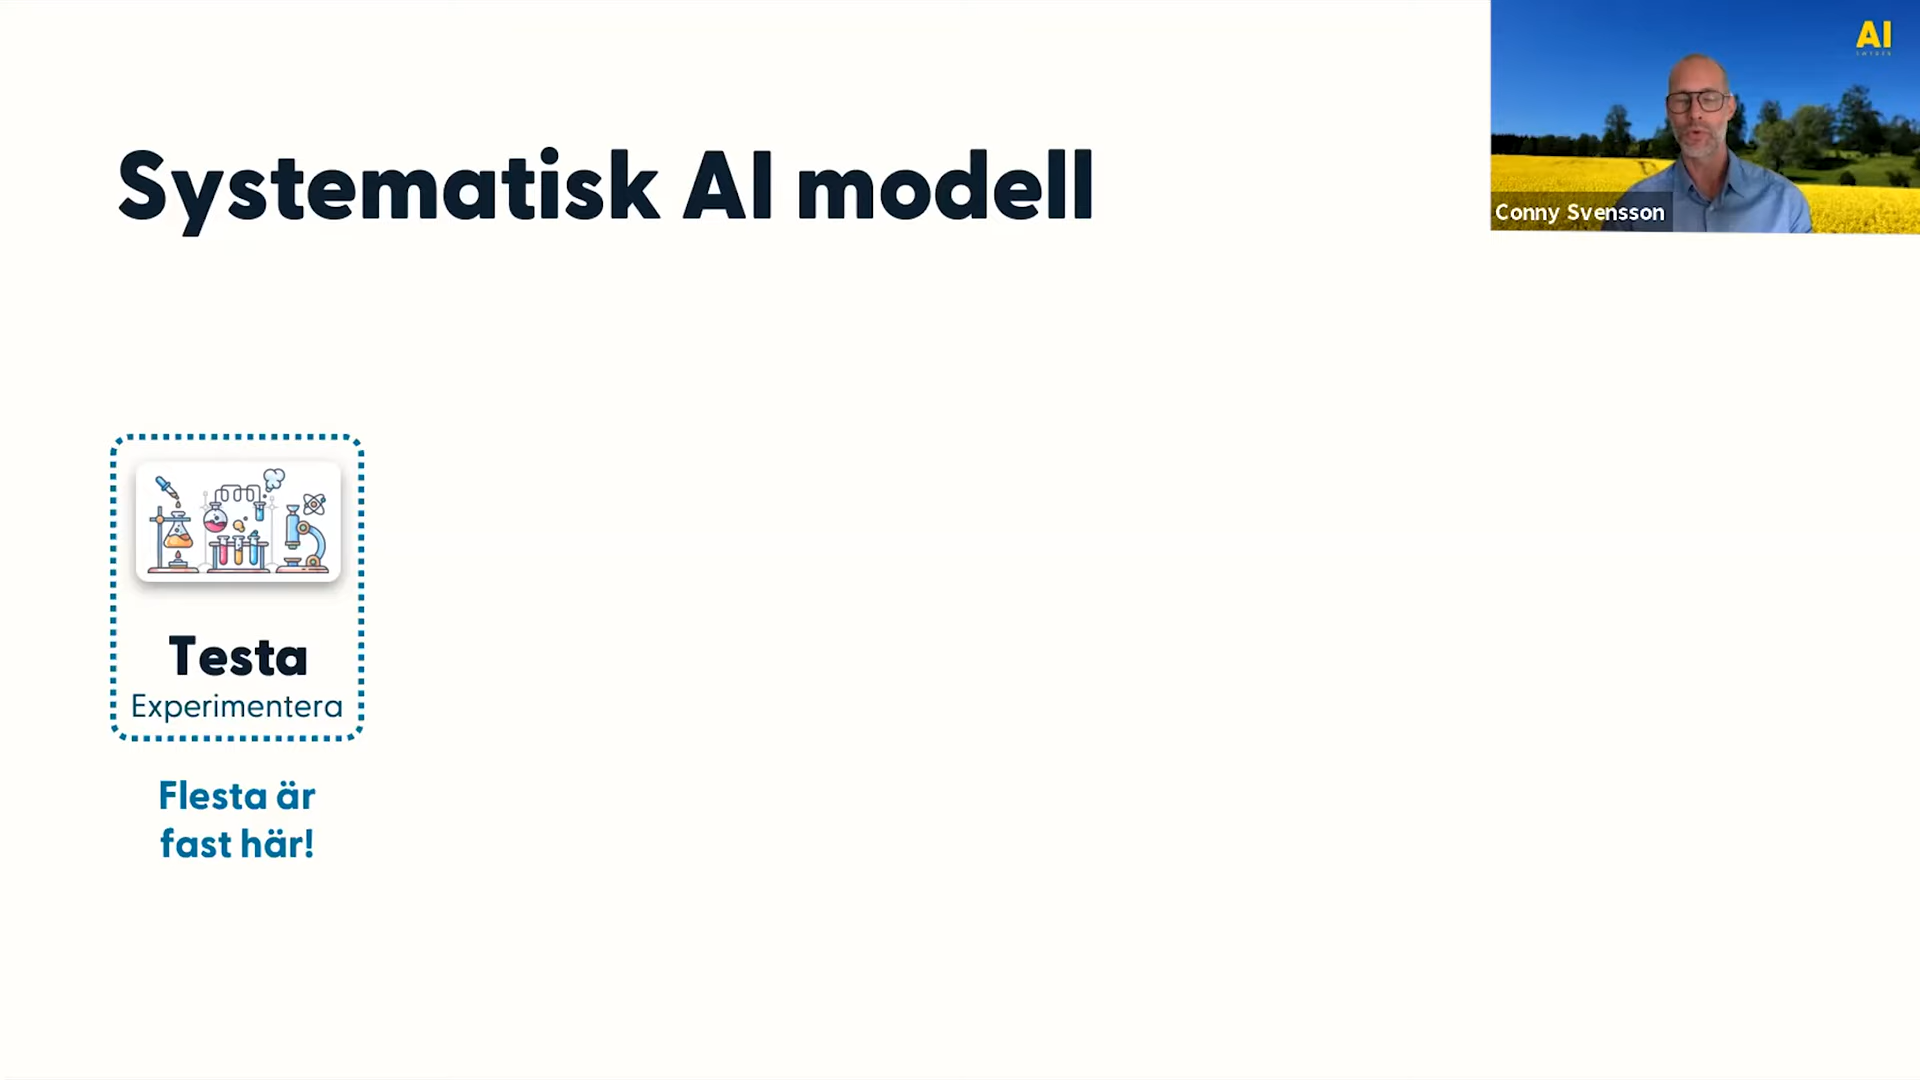 Systematisk AI modell
AI
Conny Svensson
Testa
Experimentera
Flesta är
fast här!